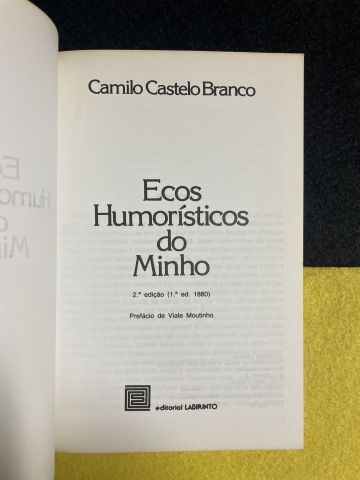 Camilo Castelo Branco
Ecos
Humorísticos
do
Minho
2.ª edição (1.ª ed. 1880)
Prefácio de Viale Moutinho
editorial LABIRINTO